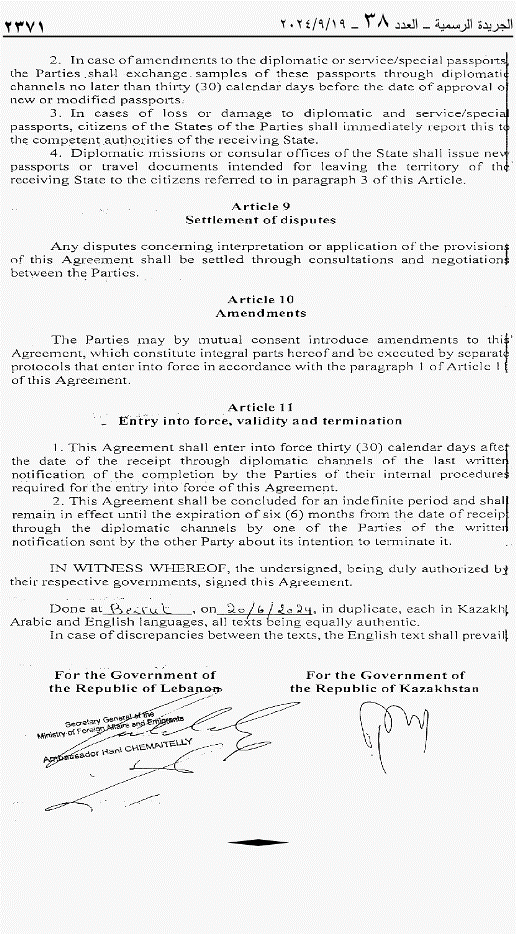 الجريدة الرسمية ــ العدد ٣٨ ــ ٢٠٢٤/٩/١٩
٢٣٧١
2. In case of amendments to the diplomatic or service/special passports,
the Parties shall exchange samples of these passports through diplomatic
channels no later than thirty (30) calendar days before the date of approval of
new or modified passports.
3. In cases of loss or damage to diplomatic and service/special
passports, citizens of the States of the Parties shall immediately report this to
the competent authorities of the receiving State.
4. Diplomatic missions or consular offices of the State shall issue new
passports or travel documents intended for leaving the territory of the
receiving State to the citizens referred to in paragraph 3 of this Article.
Article 9
Settlement of disputes
Any disputes concerning interpretation or application of the provisions
of this Agreement shall be settled through consultations and negotiations
between the Parties.
Article 10
Amendments
The Parties may by mutual consent introduce amendments to this
Agreement, which constitute integral parts hereof and be executed by separate
protocols that enter into force in accordance with the paragraph 1 of Article 11
of this Agreement.
Article 11
Entry into force, validity and termination
1. This Agreement shall enter into force thirty (30) calendar days after
the date of the receipt through diplomatic channels of the last written
notification of the completion by the Parties of their internal procedures
required for the entry into force of this Agreement.
2. This Agreement shall be concluded for an indefinite period and shall
remain in effect until the expiration of six (6) months from the date of receipt
through the diplomatic channels by one of the Parties of the written
notification sent by the other Party about its intention to terminate it.
IN WITNESS WHEREOF, the undersigned, being duly authorized by
their respective governments, signed this Agreement.
Done at Beirut, on 20/6/2024, in duplicate, each in Kazakh,
Arabic and English languages, all texts being equally authentic.
In case of discrepancies between the texts, the English text shall prevail.
For the Government of
the Republic of Lebanon
For the Government of
the Republic of Kazakhstan
Secretary General of the
Ministry of Foreign Affairs and Emigrants
Ambassador Hani CHEMAITELLY